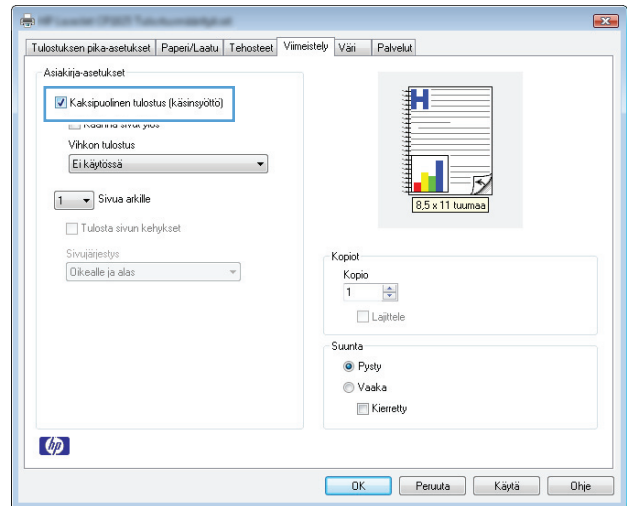 Tulostuksen pika-asetukset Paperi/Laatu Tehosteet Viimeistely Väri Palvelut
Asiakirja-asetukset
Kaksipuolinen tulostus (käsinsyöttö)
Vihkon tulostus
Ei käytössä
1 Sivua arkille
Tulosta sivun kehykset
Sivujärjestys
Oikealle ja alas
H
8,5 x 11 tuumaa
Kopiot
Kopio
1
Lajittele
Suunta
Pysty
Vaaka
Kierretty
hp
OK Peruuta Käytä Ohje